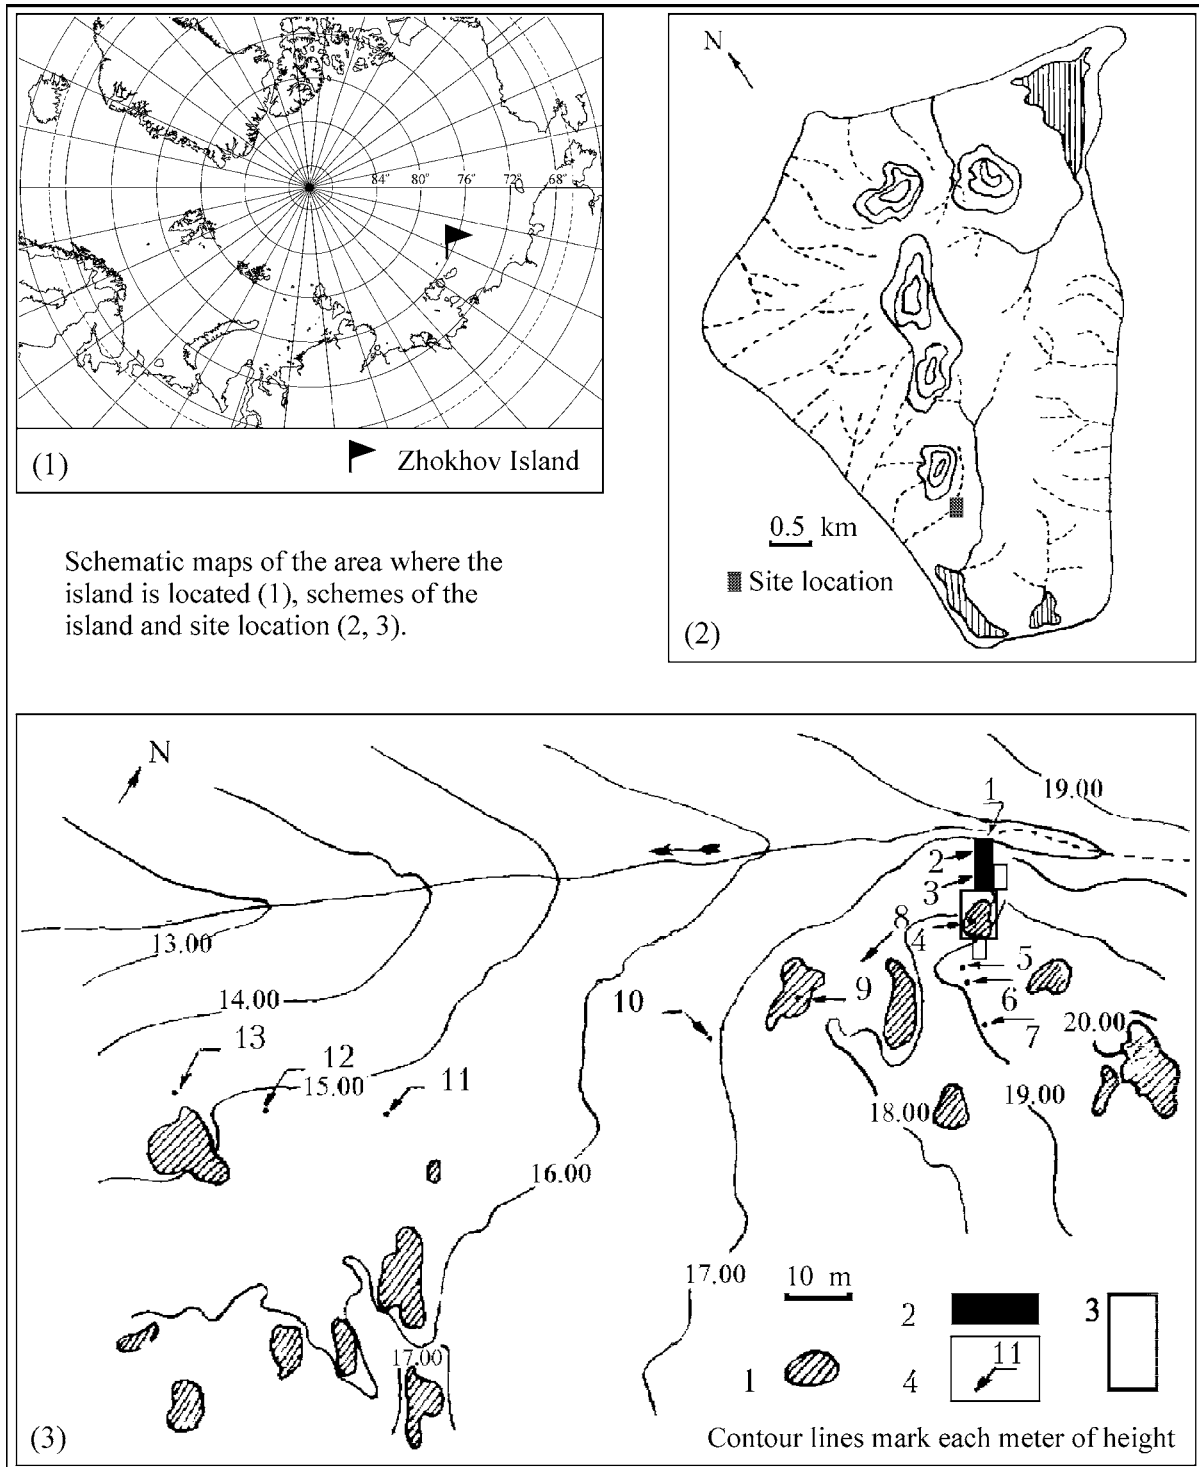 84° 80° 76° 72° 68°
(1)
Zhokhov Island
N
0.5 km
Site location
(2)
Schematic maps of the area where the
island is located (1), schemes of the
island and site location (2, 3).
N
1
19.00
2
3
8
4
5
13.00
14.00
10
9
6
7
20.00
13
12
15.00
11
18.00
19.00
16.00
17.00
10 m
2
3
17.00
1
4
11
(3)
Contour lines mark each meter of height